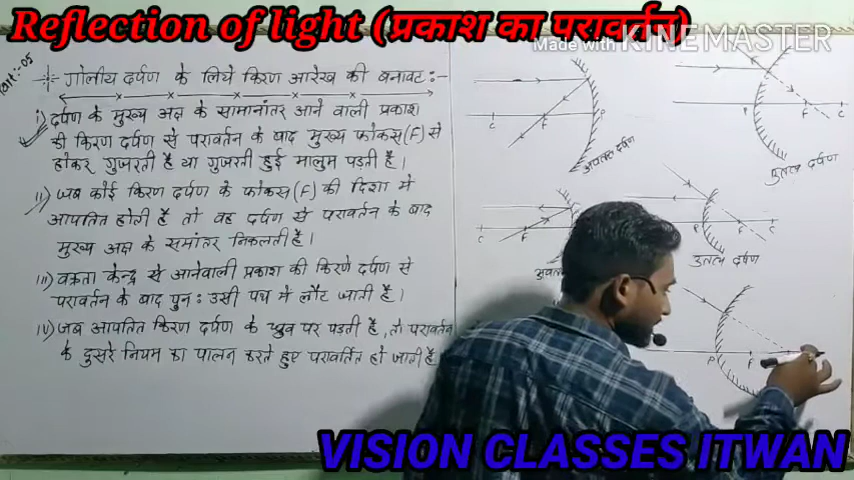 Reflection of light (प्रकाश का परावर्तन)
Made with KINEMASTER
Part:-05
गोलीय दर्पण के लिये किरण आरेख की बनावट :-
i) दर्पण के मुख्य अक्ष के सामानांतर आने वाली प्रकाश
की किरण दर्पण से परावर्तन के बाद मुख्य फोकस (F) से
होकर गुजरती है या गुजरती हुई मालुम पड़ती है।
ii) जब कोई किरण दर्पण के फोकस (F) की दिशा में
आपतित होती है तो वह दर्पण से परावर्तन के बाद
मुख्य अक्ष के समांतर निकलती है।
iii) वक्रता केन्द्र से आनेवाली प्रकाश की किरणे दर्पण से
परावर्तन के बाद पुन: उसी पथ में लौट जाती है।
iv) जब आपतित किरण दर्पण के ध्रुव पर पड़ती है, तो परावर्तन
के दुसरे नियम का पालन करते हुए परावर्तित हो जाती है
C F P
अवतल दर्पण
P F C
उत्तल दर्पण
C F
P F C
उत्तल दर्पण
P F
VISION CLASSES ITWAN